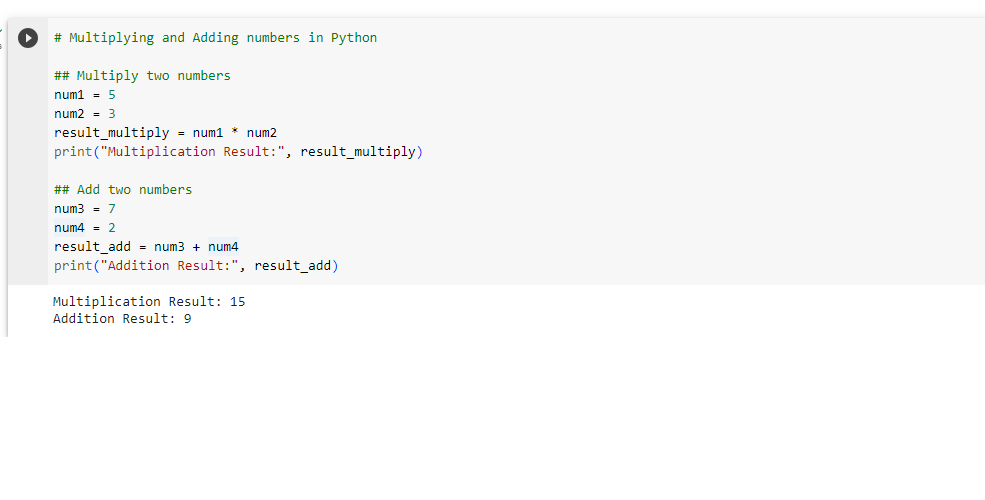 # Multiplying and Adding numbers in Python
## Multiply two numbers
num1 = 5
num2 = 3
result_multiply = num1 * num2
print("Multiplication Result:", result_multiply)
## Add two numbers
num3 = 7
num4 = 2
result_add = num3 + num4
print("Addition Result:", result_add)
Multiplication Result: 15
Addition Result: 9